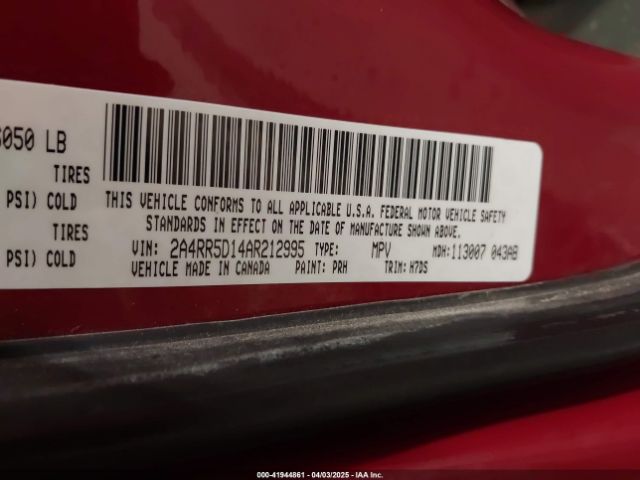 6050 LB
TIRES
PSI) COLD
TIRES
PSI) COLD
THIS VEHICLE CONFORMS TO ALL APPLICABLE U.S.A. FEDERAL MOTOR VEHICLE SAFETY
STANDARDS IN EFFECT ON THE DATE OF MANUFACTURE SHOWN ABOVE.
VIN: 2A4RR5D14AR212995 TYPE: MPV MDH:113007 043AB
VEHICLE MADE IN CANADA PAINT: PRH TRIM: H7DS
000-41944861 - 04/03/2025 - IAA Inc.